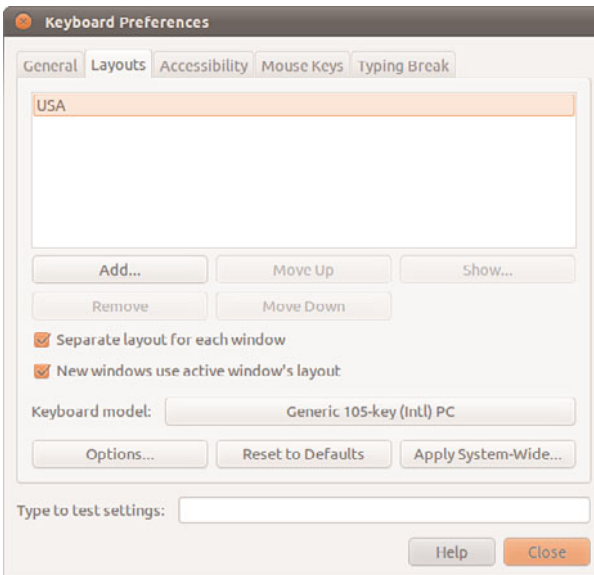 Keyboard Preferences
General Layouts Accessibility Mouse Keys Typing Break
USA
Add... Move Up Show...
Remove Move Down
Separate layout for each window
New windows use active window's layout
Keyboard model: Generic 105-key (Intl) PC
Options... Reset to Defaults Apply System-Wide...
Type to test settings:
Help Close